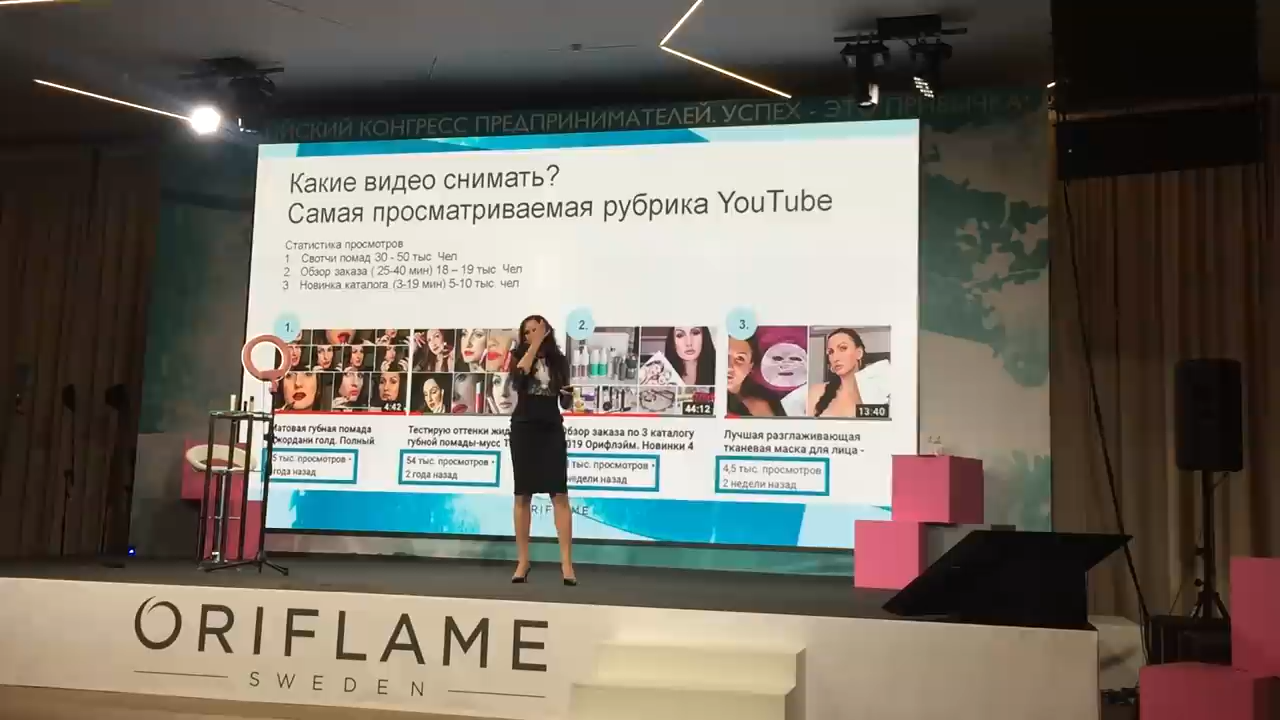 ЙСКИЙ КОНГРЕСС ПРЕДПРИНИМАТЕЛЕЙ. УСПЕХ - ЭТО ПРИВЫЧКА
Какие видео снимать?
Самая просматриваемая рубрика YouTube
Статистика просмотров
1 Свотчи помад 30 - 50 тыс. Чел
2 Обзор заказа ( 25-40 мин) 18 – 19 тыс. Чел
3 Новинка каталога (3-19 мин) 5-10 тыс. чел
1.
2.
3.
4:42
44:12
13:40
Матовая губная помада
Джордани голд. Полный
5 тыс. просмотров •
года назад
Тестирую оттенки жид
губной помады-мусс T
54 тыс. просмотров •
2 года назад
Обзор заказа по 3 каталогу
2019 Орифлэйм. Новинки 4
тыс. просмотров •
недели назад
Лучшая разглаживающая
тканевая маска для лица -
4,5 тыс. просмотров
2 недели назад
ORIFLAME
ORIFLAME
SWEDEN